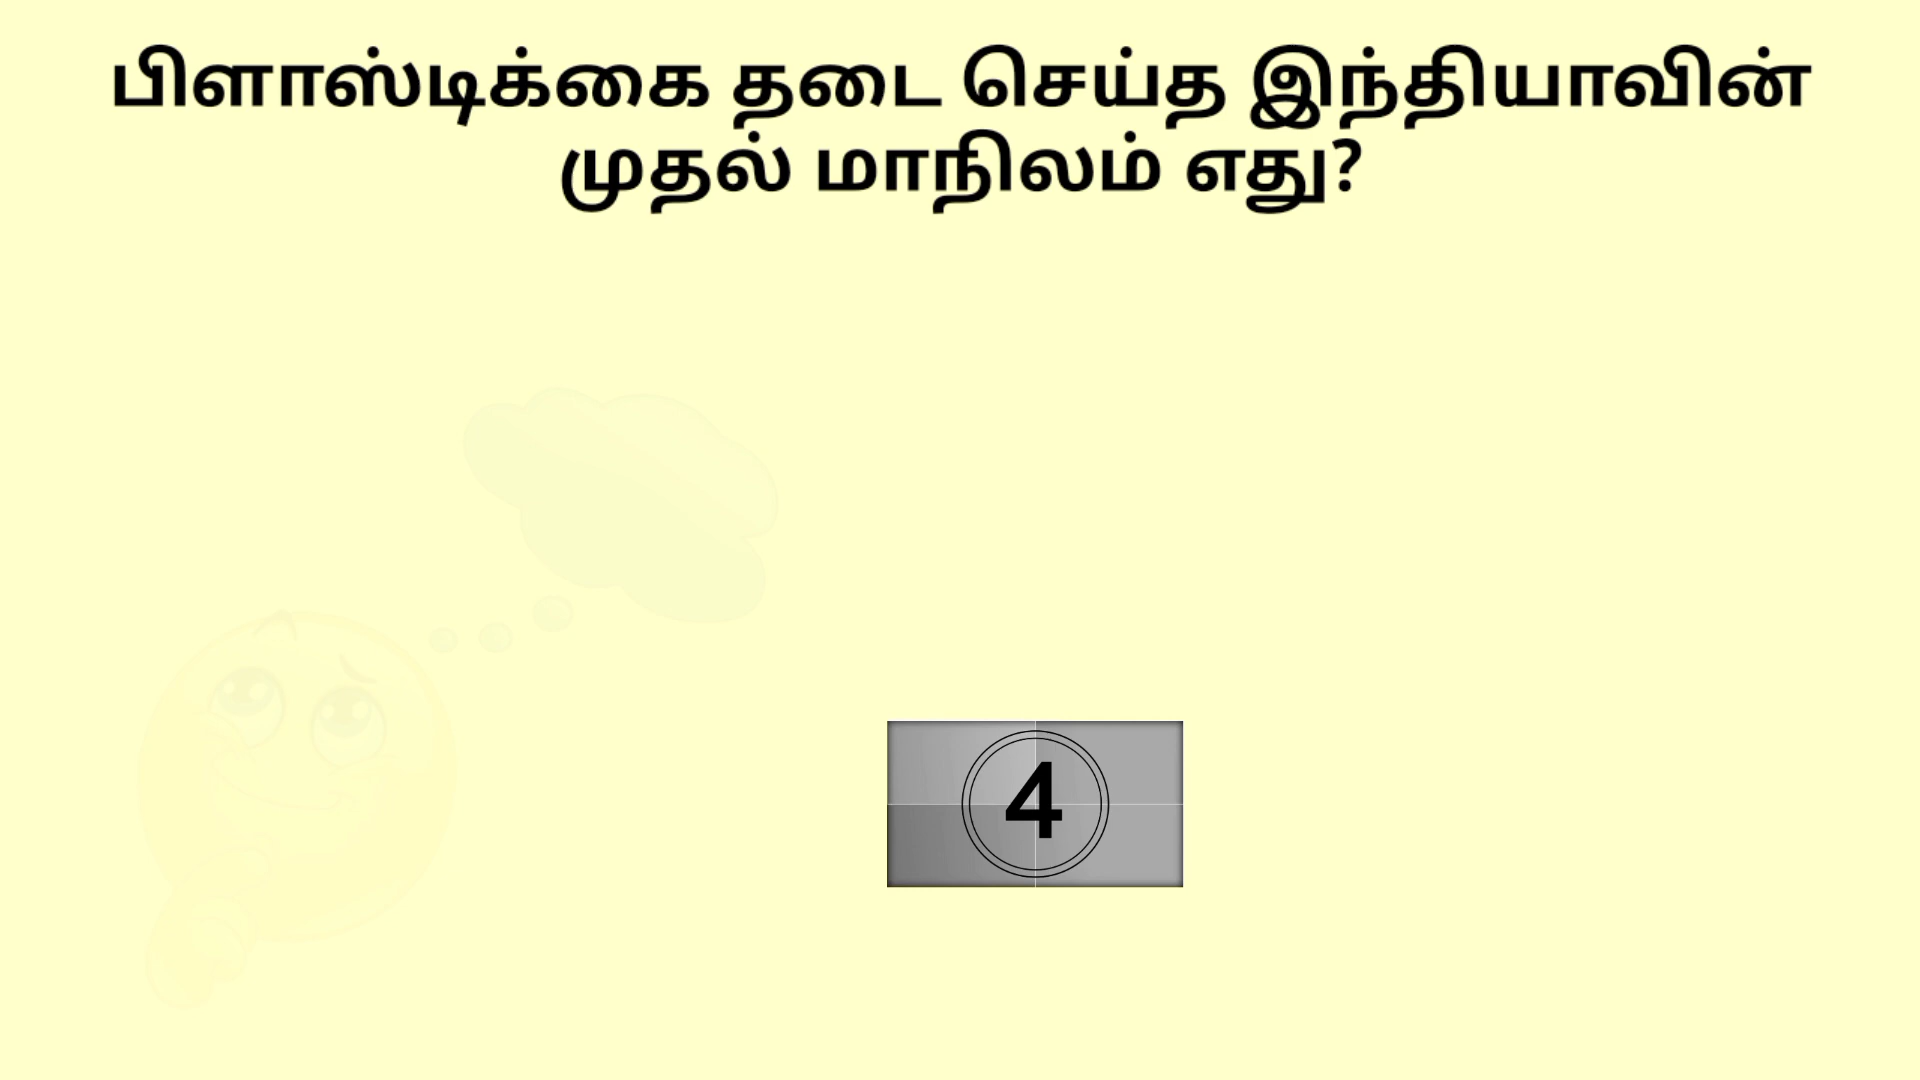 பிளாஸ்டிக்கை தடை செய்த இந்தியாவின்
முதல் மாநிலம் எது?
4